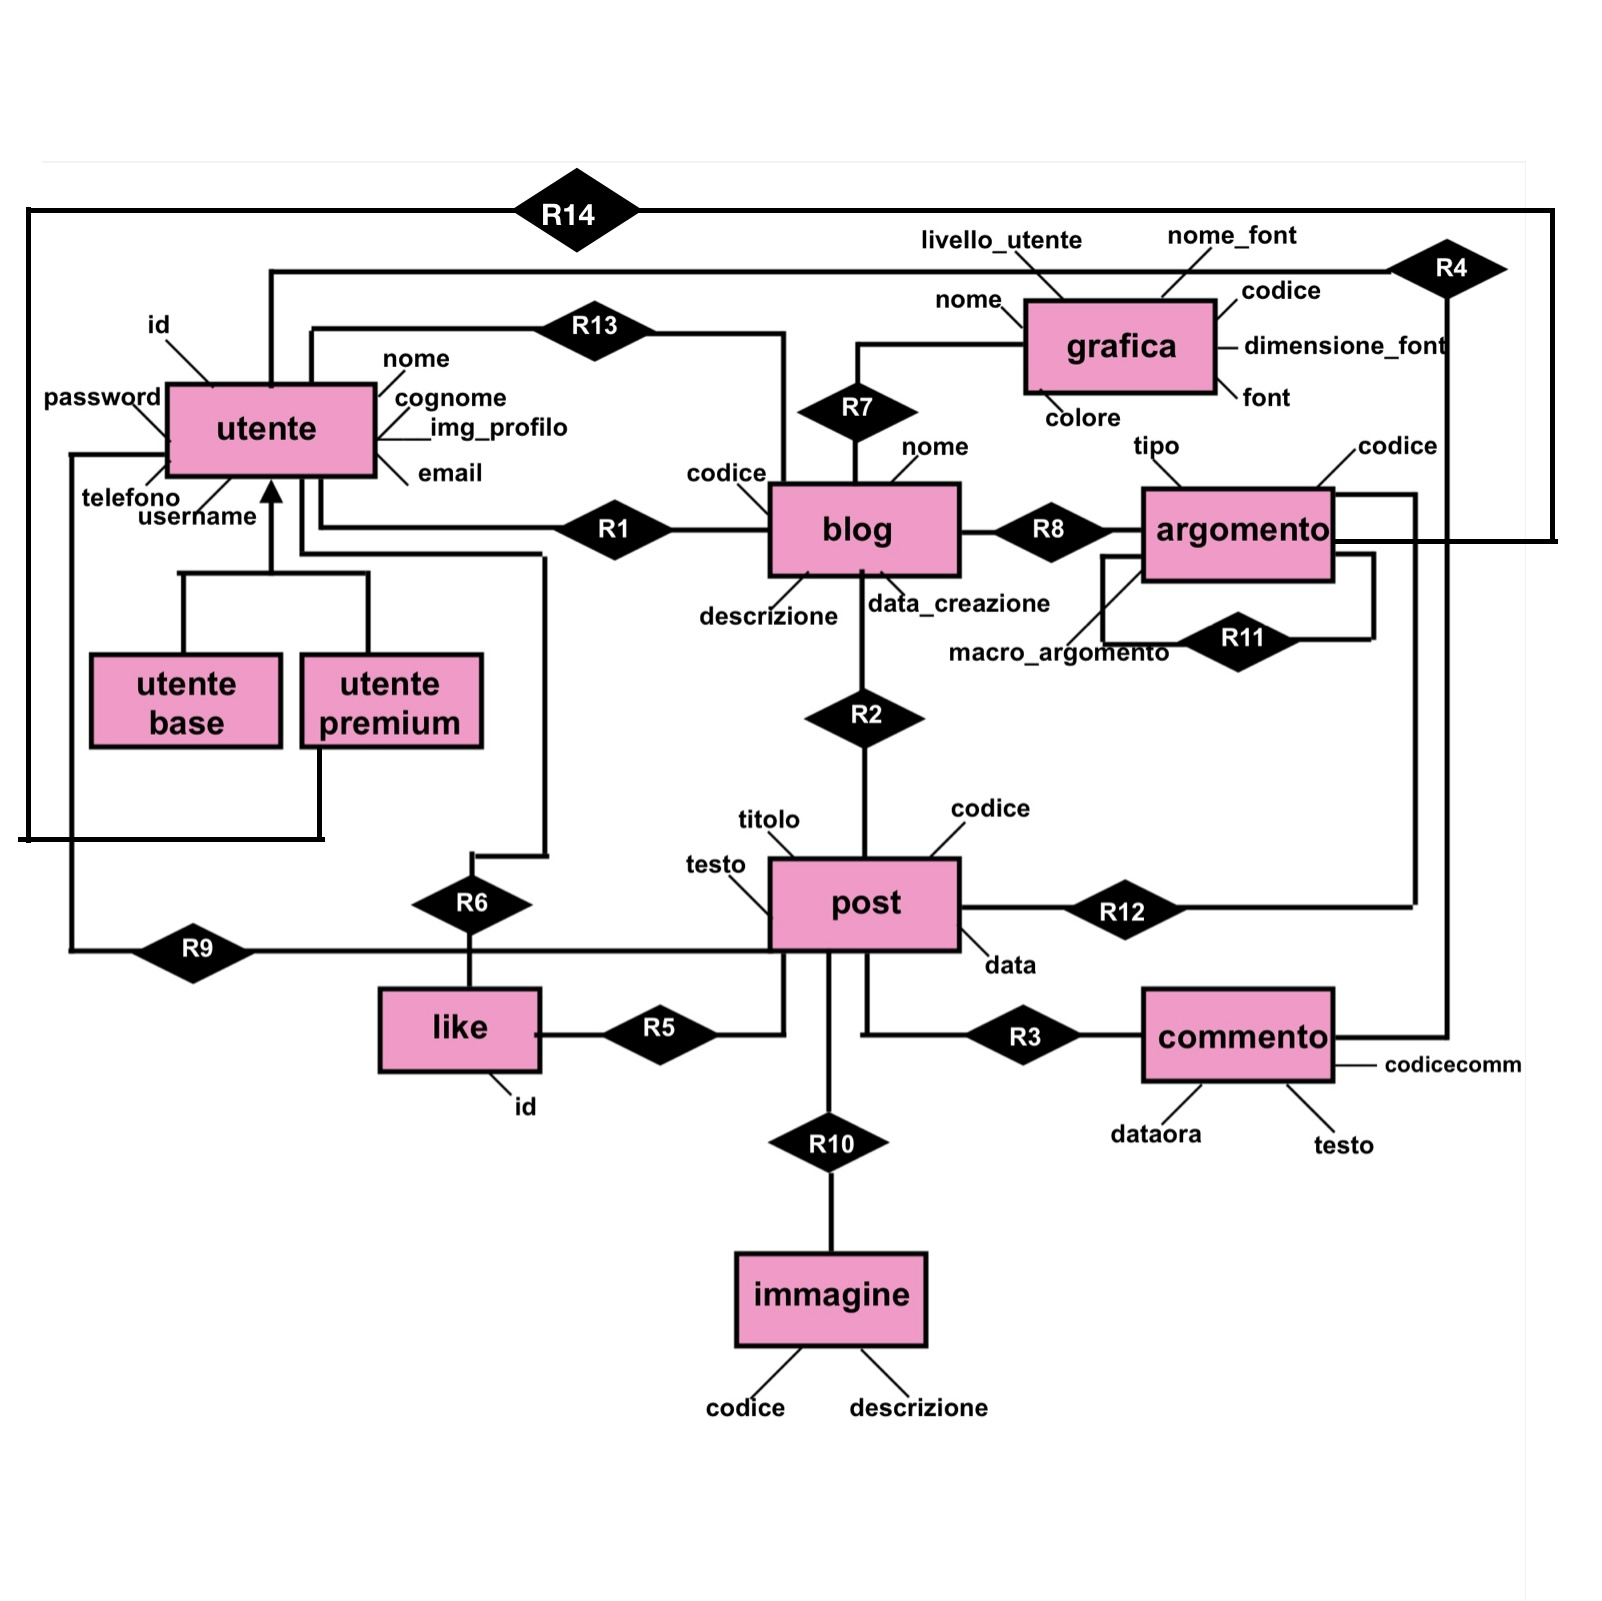 R14
livello_utente
nome_font
R4
nome
codice
grafica
dimensione_font
font
colore
R13
id
nome
password
cognome
utente
img_profilo
email
telefono
username
R7
codice
nome
tipo
codice
R1
blog
R8
argomento
descrizione
data_creazione
macro_argomento
R11
utente
base
utente
premium
R2
titolo
codice
testo
post
R12
R6
data
R9
like
R5
R3
commento
codicecomm
id
dataora
testo
R10
immagine
codice
descrizione